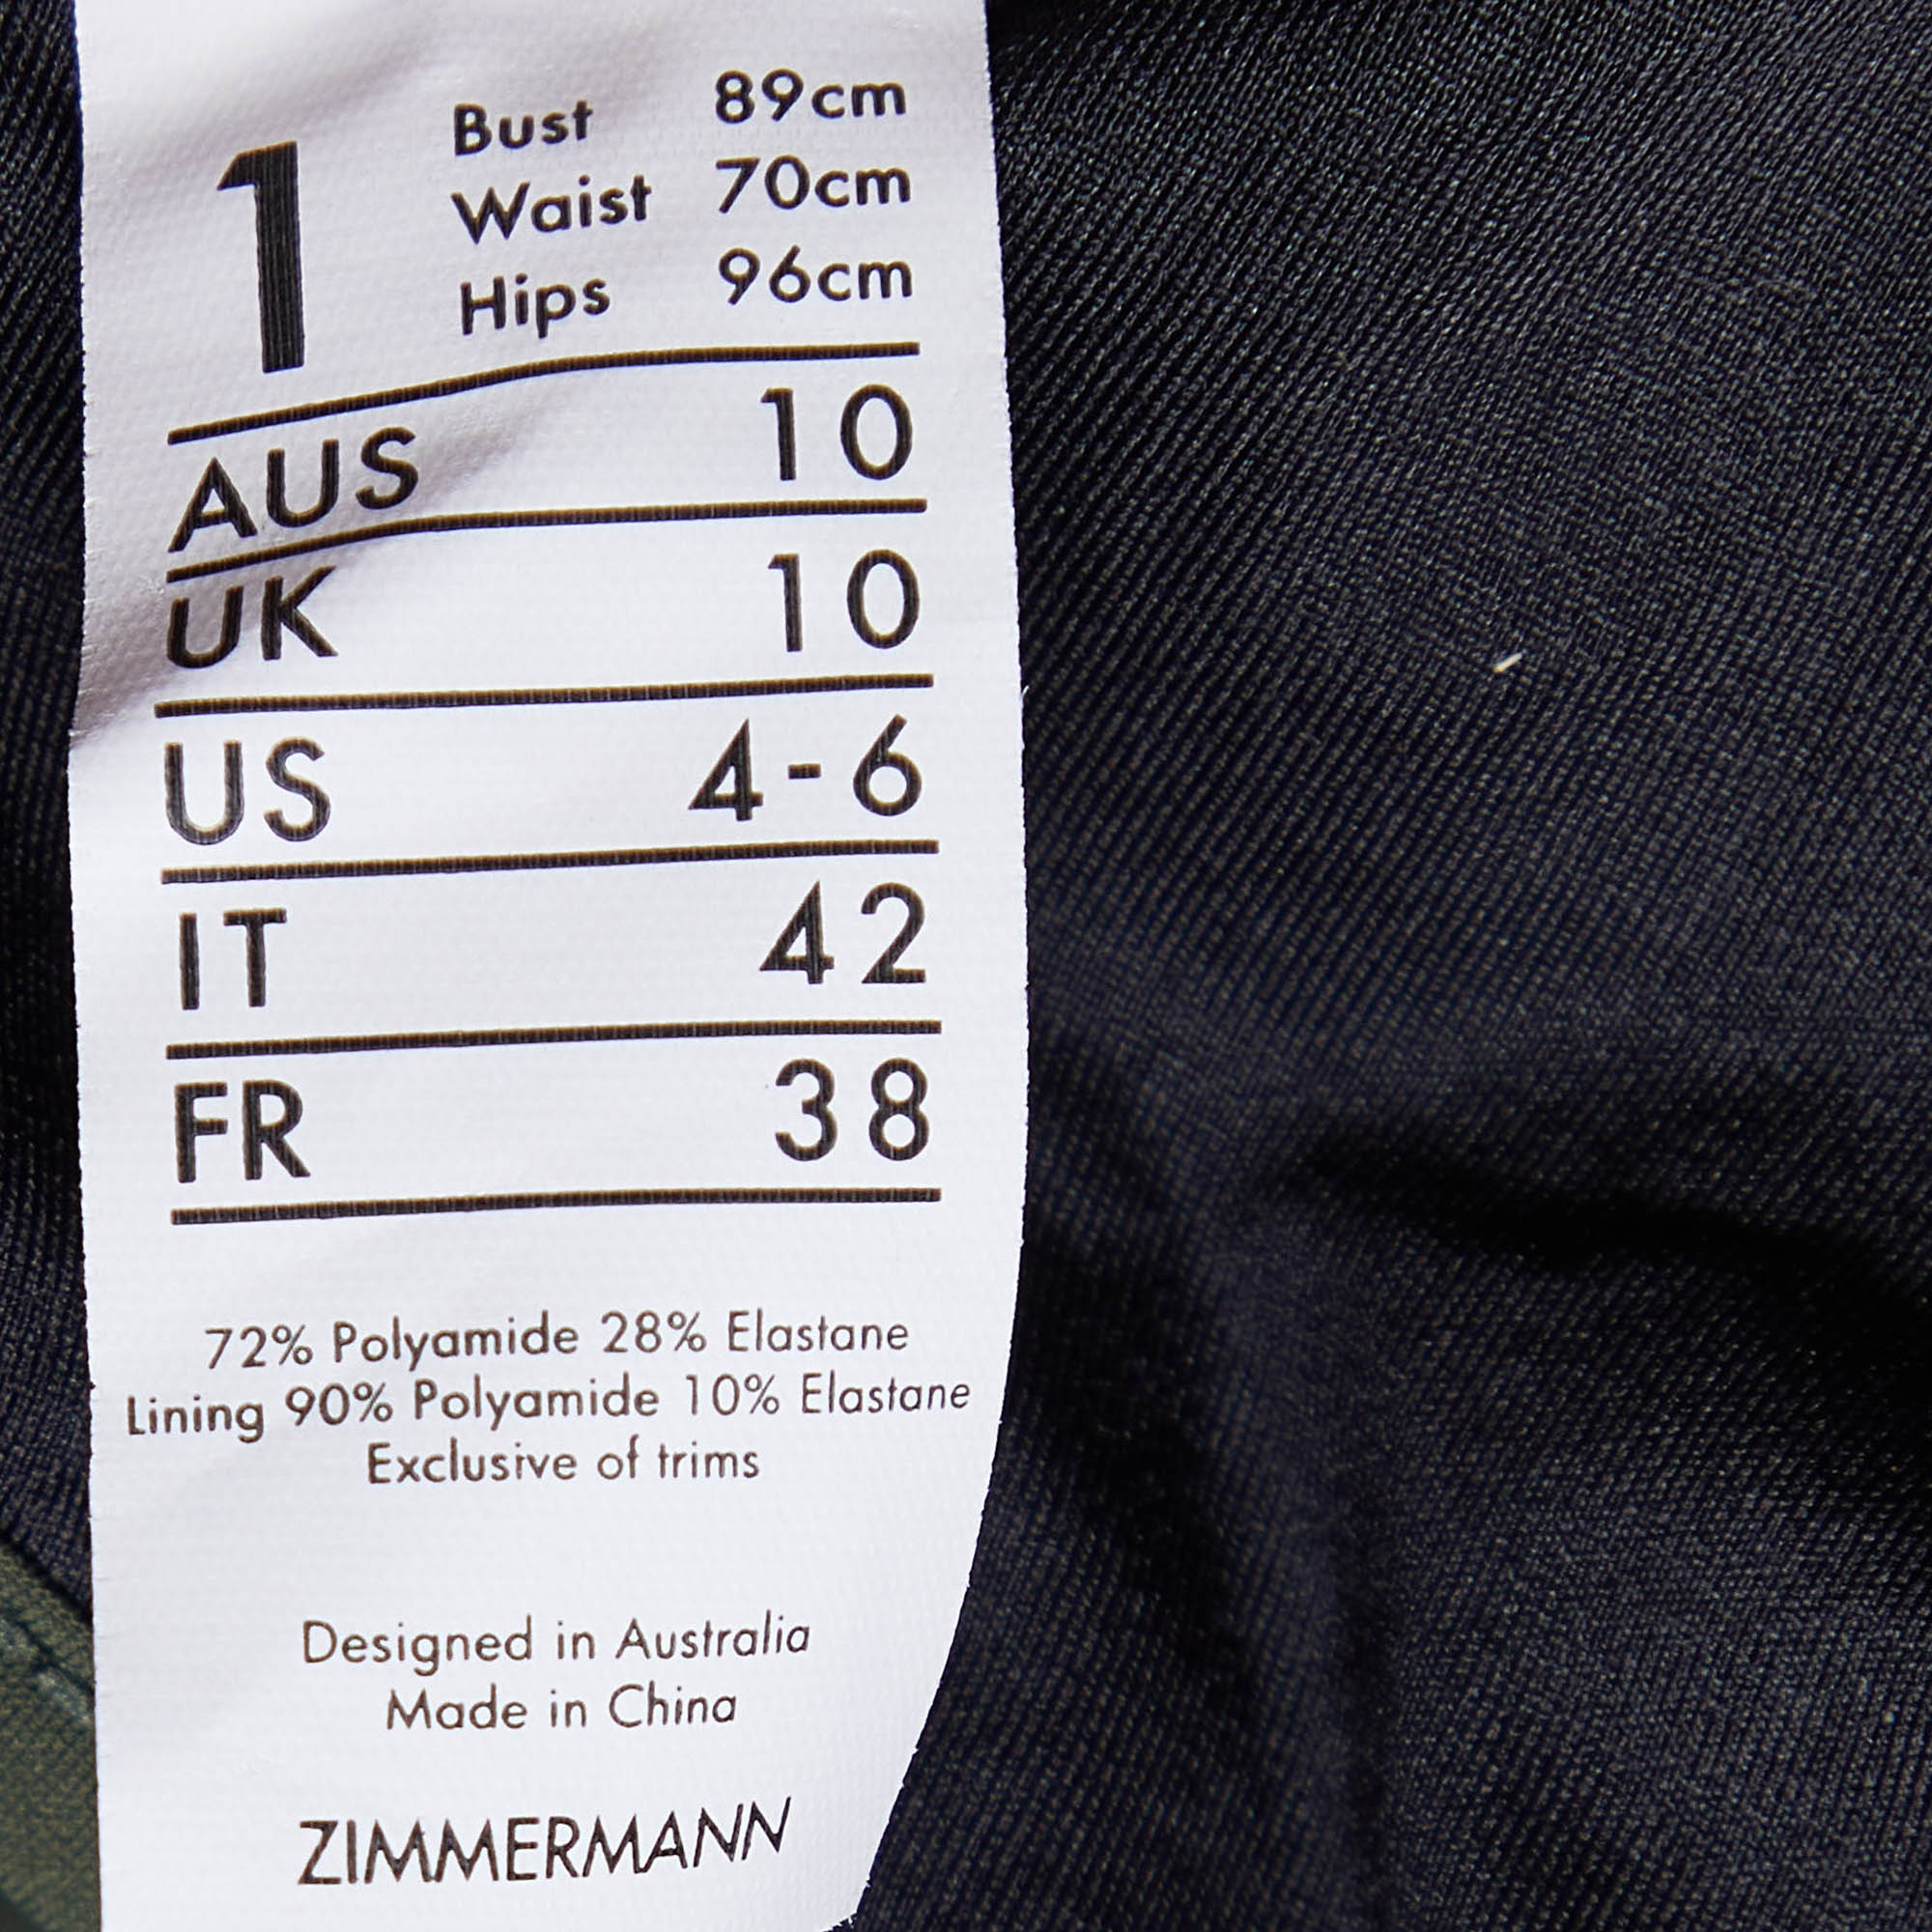 1
Bust 89cm
Waist 70cm
Hips 96cm
AUS 10
UK 10
US 4-6
IT 42
FR 38
72% Polyamide 28% Elastane
Lining 90% Polyamide 10% Elastane
Exclusive of trims
Designed in Australia
Made in China
ZIMMERMANN